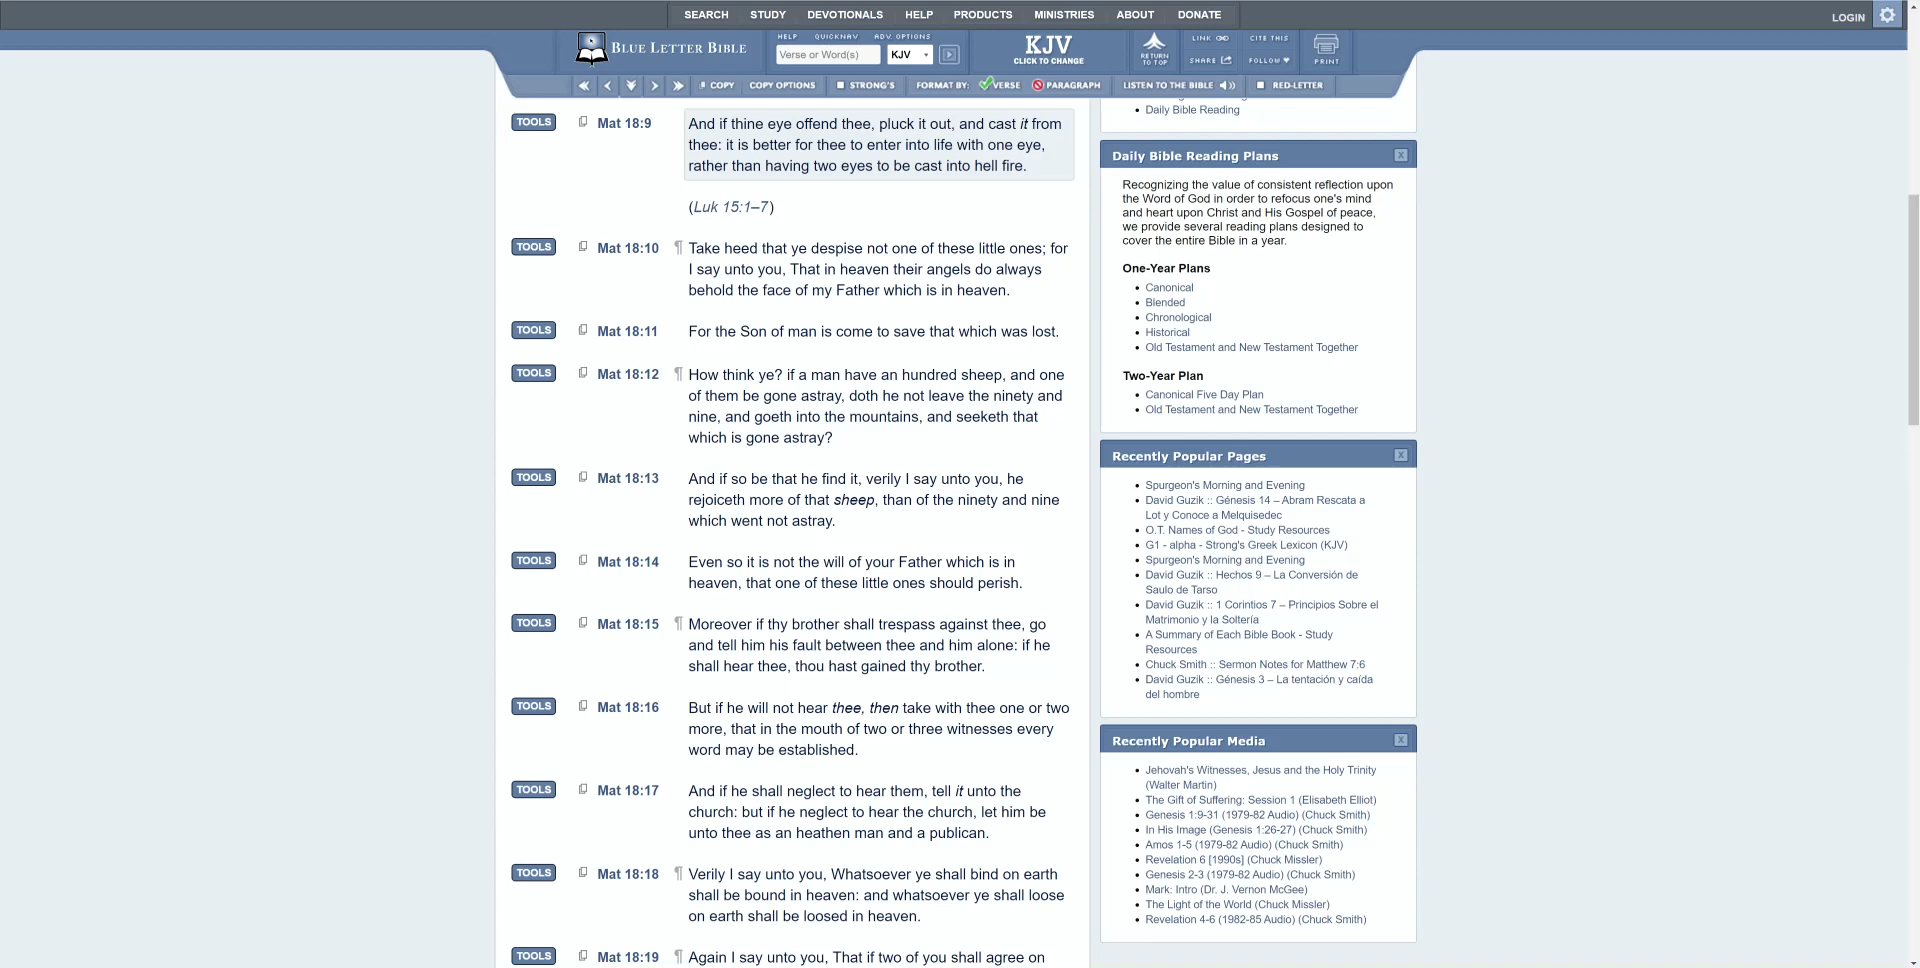 SEARCH STUDY DEVOTIONALS HELP PRODUCTS MINISTRIES ABOUT DONATE
LOGIN
BLUE LETTER BIBLE
HELP QUICKNAV ADV. OPTIONS
Verse or Word(s) KJV
KJV
CLICK TO CHANGE
RETURN
TO TOP
LINK CITE THIS
SHARE FOLLOW
PRINT
COPY COPY OPTIONS STRONG'S FORMAT BY: VERSE PARAGRAPH LISTEN TO THE BIBLE RED-LETTER
TOOLS Mat 18:9 And if thine eye offend thee, pluck it out, and cast it from
thee: it is better for thee to enter into life with one eye,
rather than having two eyes to be cast into hell fire.
(Luk 15:1–7)
TOOLS Mat 18:10 ¶ Take heed that ye despise not one of these little ones; for
I say unto you, That in heaven their angels do always
behold the face of my Father which is in heaven.
TOOLS Mat 18:11 For the Son of man is come to save that which was lost.
TOOLS Mat 18:12 ¶ How think ye? if a man have an hundred sheep, and one
of them be gone astray, doth he not leave the ninety and
nine, and goeth into the mountains, and seeketh that
which is gone astray?
TOOLS Mat 18:13 And if so be that he find it, verily I say unto you, he
rejoiceth more of that sheep, than of the ninety and nine
which went not astray.
TOOLS Mat 18:14 Even so it is not the will of your Father which is in
heaven, that one of these little ones should perish.
TOOLS Mat 18:15 ¶ Moreover if thy brother shall trespass against thee, go
and tell him his fault between thee and him alone: if he
shall hear thee, thou hast gained thy brother.
TOOLS Mat 18:16 But if he will not hear thee, then take with thee one or two
more, that in the mouth of two or three witnesses every
word may be established.
TOOLS Mat 18:17 And if he shall neglect to hear them, tell it unto the
church: but if he neglect to hear the church, let him be
unto thee as an heathen man and a publican.
TOOLS Mat 18:18 ¶ Verily I say unto you, Whatsoever ye shall bind on earth
shall be bound in heaven: and whatsoever ye shall loose
on earth shall be loosed in heaven.
TOOLS Mat 18:19 ¶ Again I say unto you, That if two of you shall agree on
Daily Bible Reading
Daily Bible Reading Plans
Recognizing the value of consistent reflection upon
the Word of God in order to refocus one's mind
and heart upon Christ and His Gospel of peace,
we provide several reading plans designed to
cover the entire Bible in a year.
One-Year Plans
Canonical
Blended
Chronological
Historical
Old Testament and New Testament Together
Two-Year Plan
Canonical Five Day Plan
Old Testament and New Testament Together
Recently Popular Pages
Spurgeon's Morning and Evening
David Guzik :: Génesis 14 – Abram Rescata a
Lot y Conoce a Melquisedec
O.T. Names of God - Study Resources
G1 - alpha - Strong's Greek Lexicon (KJV)
Spurgeon's Morning and Evening
David Guzik :: Hechos 9 – La Conversión de
Saulo de Tarso
David Guzik :: 1 Corintios 7 – Principios Sobre el
Matrimonio y la Soltería
A Summary of Each Bible Book - Study
Resources
Chuck Smith :: Sermon Notes for Matthew 7:6
David Guzik :: Génesis 3 – La tentación y caída
del hombre
Recently Popular Media
Jehovah's Witnesses, Jesus and the Holy Trinity
(Walter Martin)
The Gift of Suffering: Session 1 (Elisabeth Elliot)
Genesis 1:9-31 (1979-82 Audio) (Chuck Smith)
In His Image (Genesis 1:26-27) (Chuck Smith)
Amos 1-5 (1979-82 Audio) (Chuck Smith)
Revelation 6 [1990s] (Chuck Missler)
Genesis 2-3 (1979-82 Audio) (Chuck Smith)
Mark: Intro (Dr. J. Vernon McGee)
The Light of the World (Chuck Missler)
Revelation 4-6 (1982-85 Audio) (Chuck Smith)